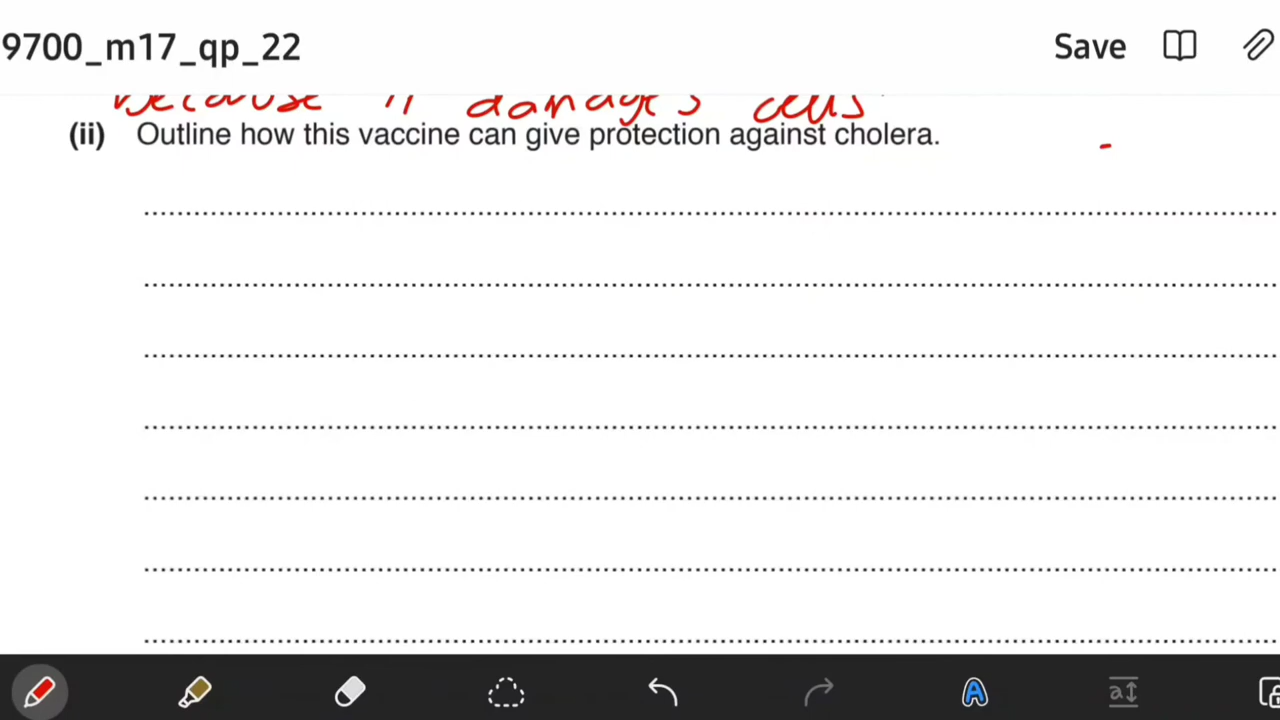 9700_m17_qp_22
Save
because it damages cells
(ii) Outline how this vaccine can give protection against cholera.
A
a